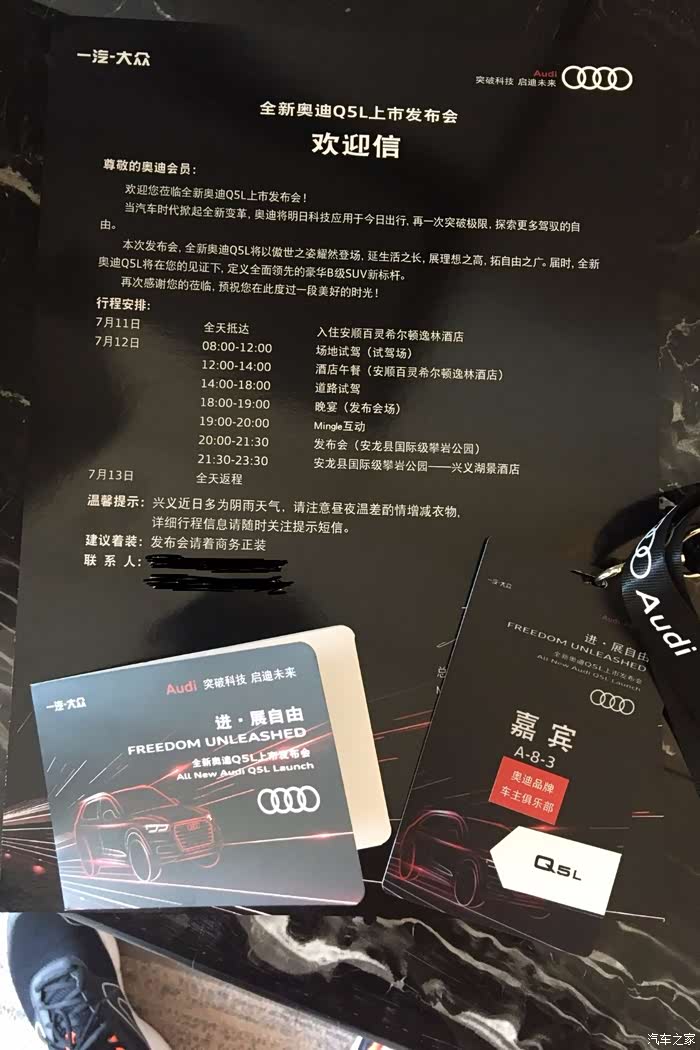 一汽-大众
Audi
突破科技 启迪未来
全新奥迪Q5L上市发布会
欢迎信
尊敬的奥迪会员：
欢迎您莅临全新奥迪Q5L上市发布会！
当汽车时代掀起全新变革，奥迪将明日科技应用于今日出行，再一次突破极限，探索更多驾驭的自
由。
本次发布会，全新奥迪Q5L将以傲世之姿耀然登场，延生活之长，展理想之高，拓自由之广。届时，全新
奥迪Q5L将在您的见证下，定义全面领先的豪华B级SUV新标杆。
再次感谢您的莅临，预祝您在此度过一段美好的时光！
行程安排：
7月11日 全天抵达 入住安顺百灵希尔顿逸林酒店
7月12日 08:00-12:00 场地试驾（试驾场）
12:00-14:00 酒店午餐（安顺百灵希尔顿逸林酒店）
14:00-18:00 道路试驾
18:00-19:00 晚宴（发布会场）
19:00-20:00 Mingle互动
20:00-21:30 发布会（安龙县国际级攀岩公园）
21:30-23:30 安龙县国际级攀岩公园——兴义湖景酒店
7月13日 全天返程
温馨提示：兴义近日多为阴雨天气，请注意昼夜温差酌情增减衣物，
详细行程信息请随时关注提示短信。
建议着装：发布会请着商务正装
联 系 人：
一汽-大众
Audi 突破科技 启迪未来
进·展自由
FREEDOM UNLEASHED
全新奥迪Q5L上市发布会
All New Audi Q5L Launch
一汽-大众
进·展自由
FREEDOM UNLEASHED
全新奥迪Q5L上市发布会
All New Audi Q5L Launch
嘉宾
A-8-3
奥迪品牌
车主俱乐部
Q5L
Audi
汽车之家